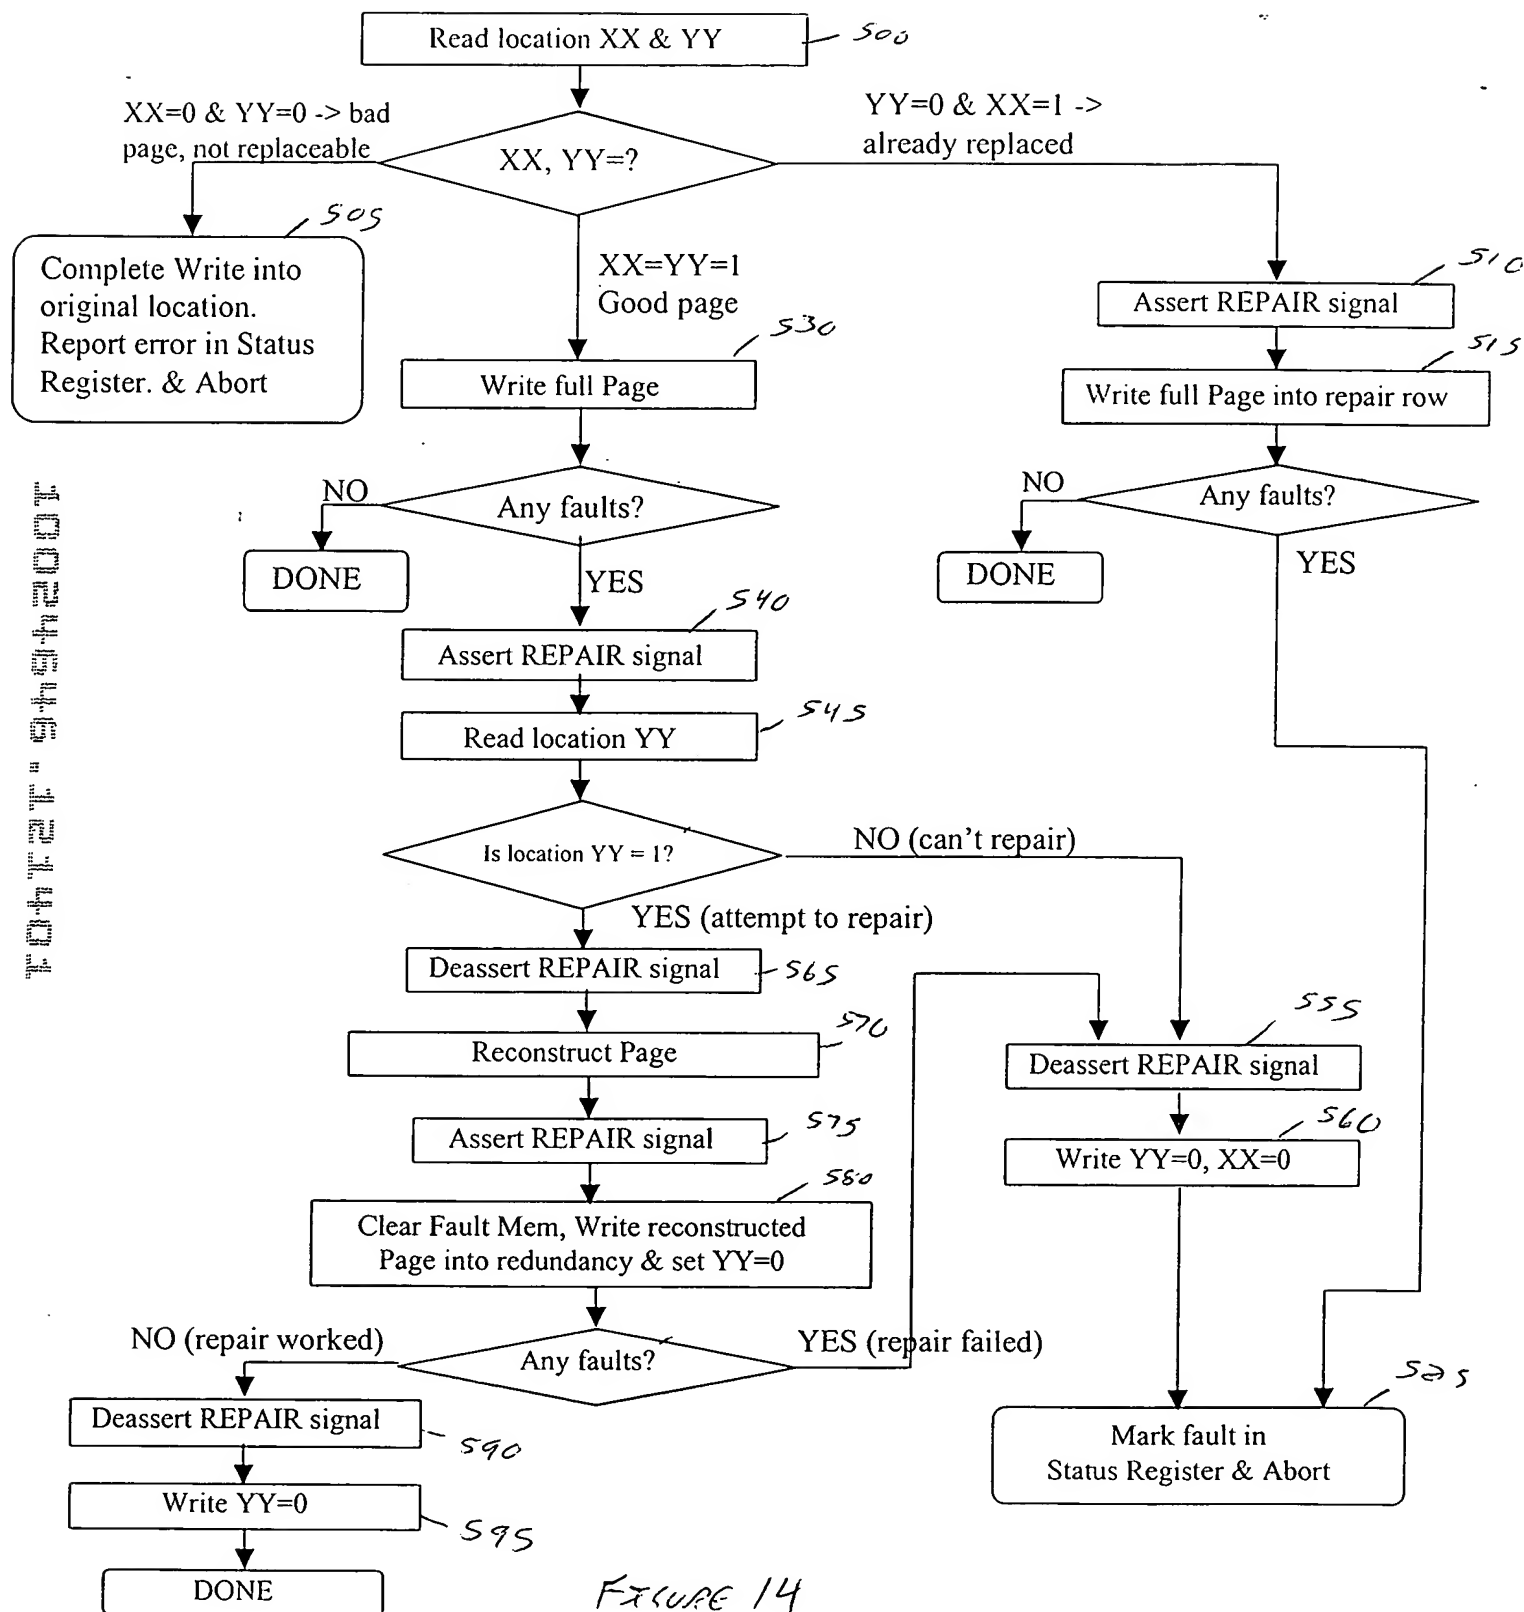 Read location XX & YY
500
XX=0 & YY=0 -> bad
page, not replaceable
XX, YY=?
YY=0 & XX=1 ->
already replaced
505
Complete Write into
original location.
Report error in Status
Register. & Abort
XX=YY=1
Good page
510
Assert REPAIR signal
530
Write full Page
515
Write full Page into repair row
NO
Any faults?
YES
DONE
NO
Any faults?
YES
DONE
540
Assert REPAIR signal
545
Read location YY
Is location YY = 1?
NO (can't repair)
YES (attempt to repair)
Deassert REPAIR signal
565
570
Reconstruct Page
555
Deassert REPAIR signal
575
Assert REPAIR signal
560
Write YY=0, XX=0
580
Clear Fault Mem, Write reconstructed
Page into redundancy & set YY=0
NO (repair worked)
Any faults?
YES (repair failed)
Deassert REPAIR signal
590
525
Mark fault in
Status Register & Abort
Write YY=0
595
DONE
FIGURE 14
10024646.121401